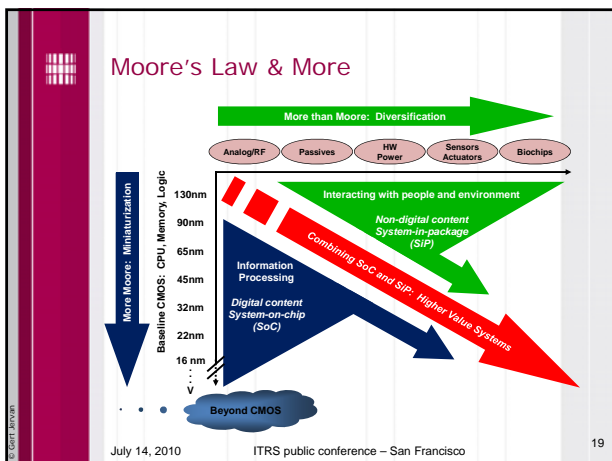 Moore's Law & More
More than Moore: Diversification
Analog/RF
Passives
HW
Power
Sensors
Actuators
Biochips
More Moore: Miniaturization
Baseline CMOS: CPU, Memory, Logic
130nm
90nm
65nm
45nm
32nm
22nm
16 nm
V
Interacting with people and environment
Non-digital content
System-in-package
(SiP)
Combining SoC and SiP: Higher Value Systems
Information
Processing
Digital content
System-on-chip
(SoC)
Beyond CMOS
© Gert Jervan
July 14, 2010
ITRS public conference – San Francisco
19